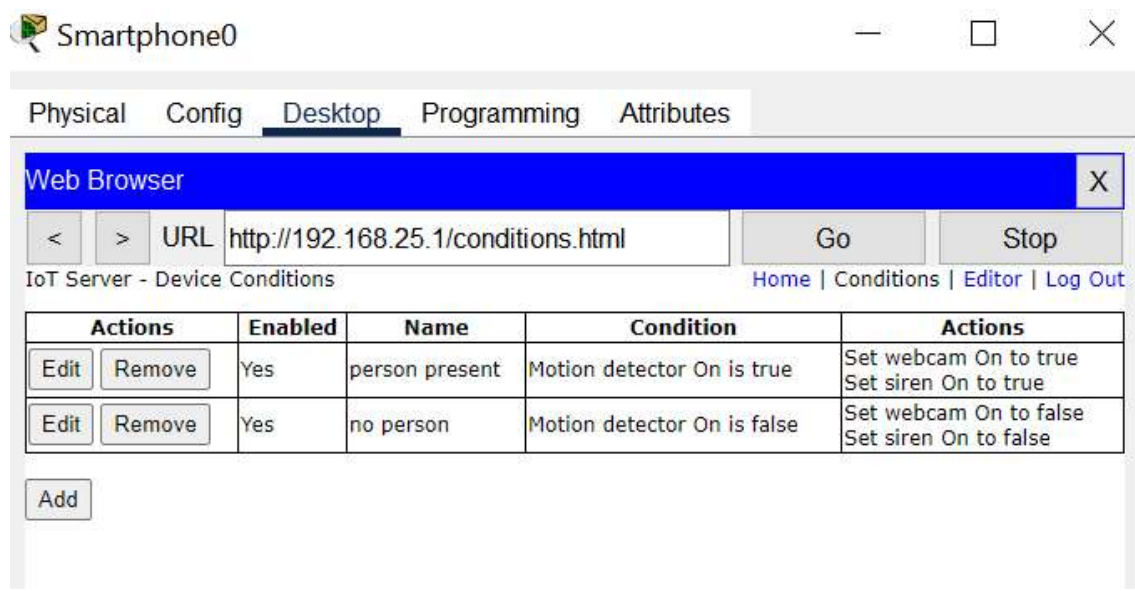 Smartphone0
Physical Config Desktop Programming Attributes
Web Browser X
< > URL http://192.168.25.1/conditions.html Go Stop
IoT Server - Device Conditions Home | Conditions | Editor | Log Out
Actions Enabled Name Condition Actions
Edit Remove Yes person present Motion detector On is true Set webcam On to true
Set siren On to true
Edit Remove Yes no person Motion detector On is false Set webcam On to false
Set siren On to false
Add